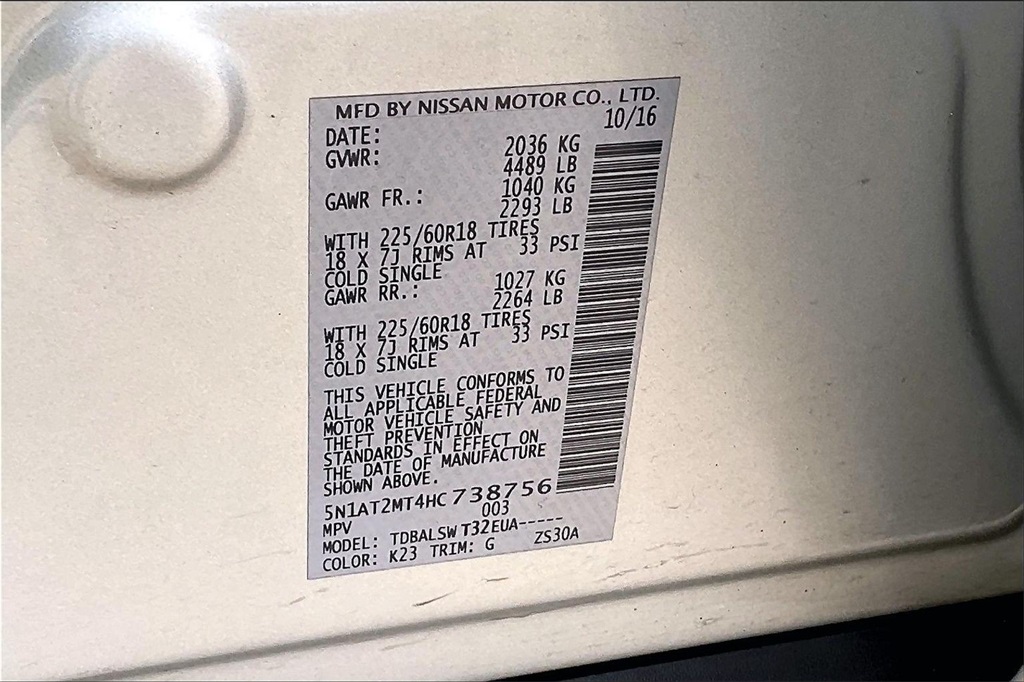 MFD BY NISSAN MOTOR CO., LTD.
DATE: 10/16
GVWR: 2036 KG
4489 LB
GAWR FR.: 1040 KG
2293 LB
WITH 225/60R18 TIRES
18 X 7J RIMS AT 33 PSI
COLD SINGLE
GAWR RR.: 1027 KG
2264 LB
WITH 225/60R18 TIRES
18 X 7J RIMS AT 33 PSI
COLD SINGLE
THIS VEHICLE CONFORMS TO
ALL APPLICABLE FEDERAL
MOTOR VEHICLE SAFETY AND
THEFT PREVENTION
STANDARDS IN EFFECT ON
THE DATE OF MANUFACTURE
SHOWN ABOVE.
5N1AT2MT4HC738756
MPV 003
MODEL: TDBALSWT32EUA-----
COLOR: K23 TRIM: G ZS30A